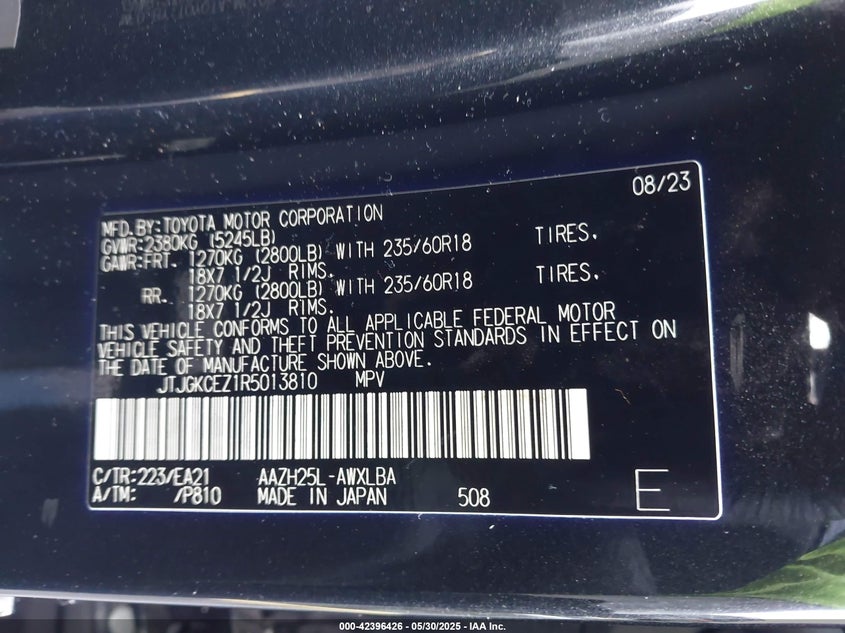 08/23
MFD.BY:TOYOTA MOTOR CORPORATION
GVWR:2380KG (5245LB)
GAWR:FRT. 1270KG (2800LB) WITH 235/60R18 TIRES.
18X7 1/2J RIMS.
RR. 1270KG (2800LB) WITH 235/60R18 TIRES.
18X7 1/2J RIMS.
THIS VEHICLE CONFORMS TO ALL APPLICABLE FEDERAL MOTOR
VEHICLE SAFETY AND THEFT PREVENTION STANDARDS IN EFFECT ON
THE DATE OF MANUFACTURE SHOWN ABOVE.
JTJGKCEZ1R5013810 MPV
C/TR:223/EA21 AAZH25L-AWXLBA
A/TM: /P810 MADE IN JAPAN 508 E
000-42396426 - 05/30/2025 - IAA Inc.